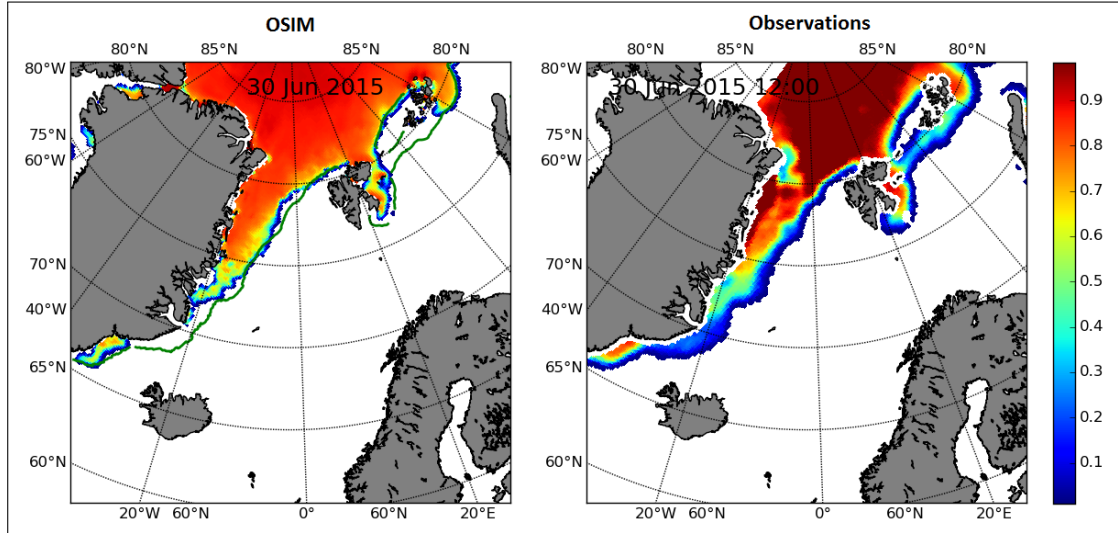 OSIM
Observations
80°N 85°N 85°N 80°N
80°N 85°N 85°N 80°N
30 Jun 2015
30 Jun 2015 12:00
80°W
75°N
60°W
70°N
40°W
65°N
60°N
20°W 60°N 0° 60°N 20°E
80°W
75°N
60°W
70°N
40°W
65°N
60°N
20°W 60°N 0° 60°N 20°E
0.9
0.8
0.7
0.6
0.5
0.4
0.3
0.2
0.1